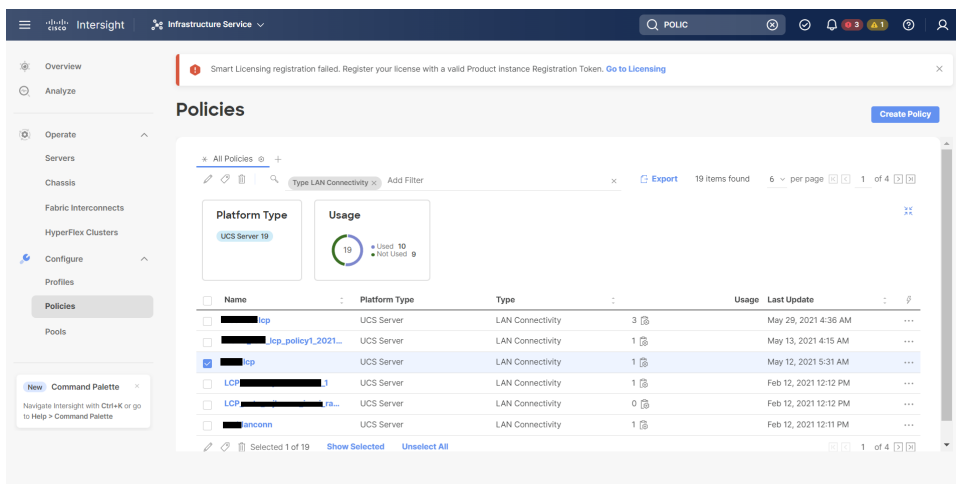 cisco Intersight Infrastructure Service POLIC 3 1
Overview
Analyze
Smart Licensing registration failed. Register your license with a valid Product instance Registration Token. Go to Licensing
Policies
Create Policy
Operate
Servers
Chassis
Fabric Interconnects
HyperFlex Clusters
Configure
Profiles
Policies
Pools
New Command Palette
Navigate Intersight with Ctrl+K or go
to Help > Command Palette
All Policies
Type LAN Connectivity × Add Filter Export 19 items found 6 per page 1 of 4
Platform Type
UCS Server 19
Usage
19
Used 10
Not Used 9
Name Platform Type Type Usage Last Update
lcp UCS Server LAN Connectivity 3 May 29, 2021 4:36 AM ...
_lcp_policy1_2021... UCS Server LAN Connectivity 1 May 13, 2021 4:15 AM ...
lcp UCS Server LAN Connectivity 1 May 12, 2021 5:31 AM ...
LCP _1 UCS Server LAN Connectivity 1 Feb 12, 2021 12:12 PM ...
LCP _ra... UCS Server LAN Connectivity 0 Feb 12, 2021 12:12 PM ...
lanconn UCS Server LAN Connectivity 1 Feb 12, 2021 12:11 PM ...
Selected 1 of 19 Show Selected Unselect All 1 of 4